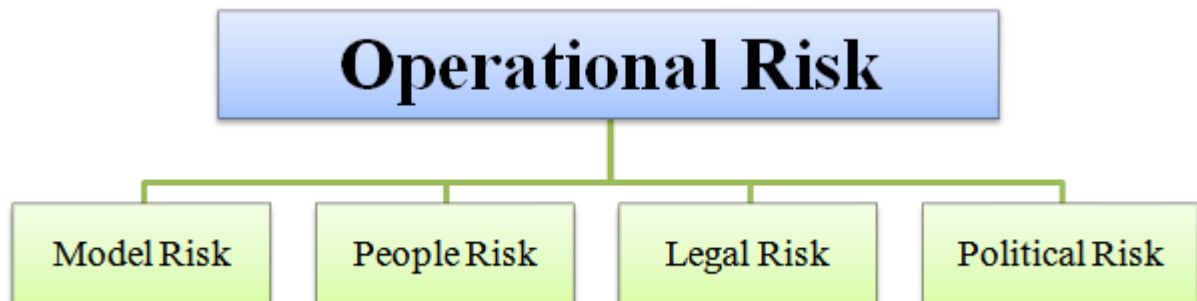 Operational Risk
Model Risk
People Risk
Legal Risk
Political Risk